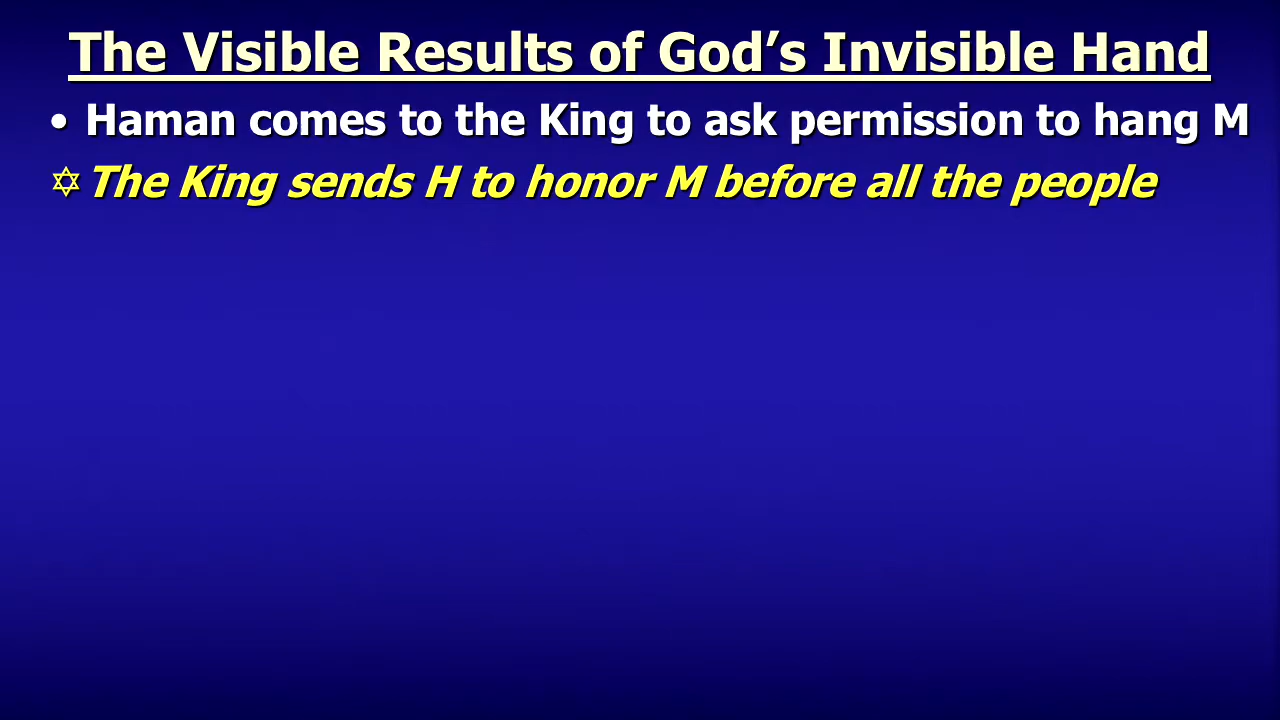 The Visible Results of God’s Invisible Hand
• Haman comes to the King to ask permission to hang M
✡ The King sends H to honor M before all the people